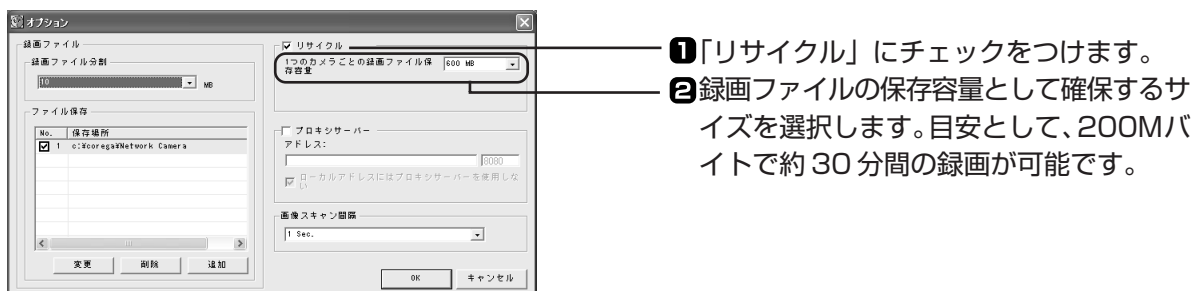 オプション
録画ファイル
録画ファイル分割
10
MB
ファイル保存
No. 保存場所
1 c:¥corega¥Network Camera
変更 削除 追加
リサイクル
1つのカメラごとの録画ファイル保
存容量
600 MB
プロキシサーバー
アドレス:
8080
ローカルアドレスにはプロキシサーバーを使用しな
い
画像スキャン間隔
1 Sec.
OK キャンセル
1「リサイクル」にチェックをつけます。
2録画ファイルの保存容量として確保するサ
イズを選択します。目安として、200Mバ
イトで約30分間の録画が可能です。